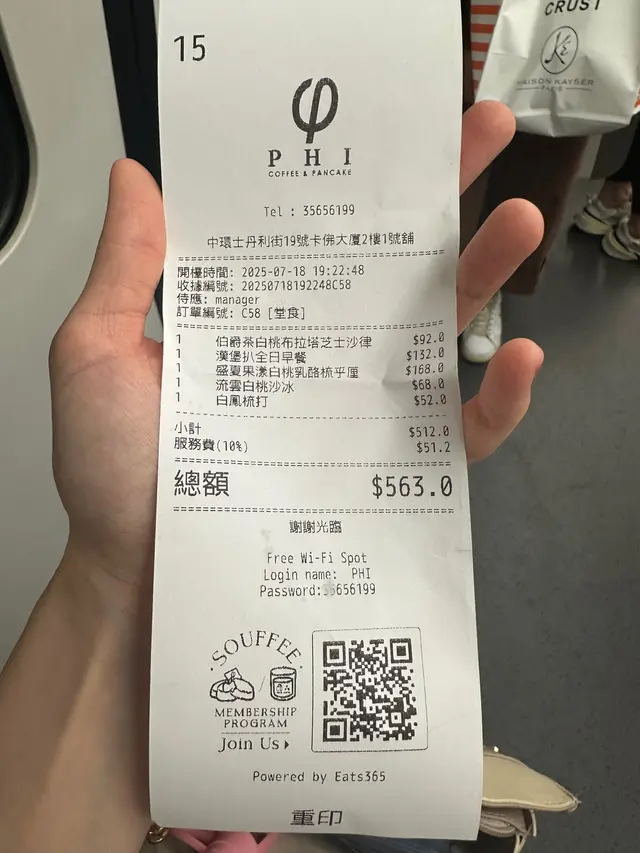 15
PHI
COFFEE & PANCAKE
Tel : 35656199
中環士丹利街19號卡佛大廈2樓1號舖
開檯時間: 2025-07-18 19:22:48
收據編號: 20250718192248C58
侍應: manager
訂單編號: C58 [堂食]
1 伯爵茶白桃布拉塔芝士沙律 $92.0
1 漢堡扒全日早餐 $132.0
1 盛夏果漾白桃乳酪梳乎厘 $168.0
1 流雲白桃沙冰 $68.0
1 白鳳梳打 $52.0
小計 $512.0
服務費(10%) $51.2
總額 $563.0
謝謝光臨
Free Wi-Fi Spot
Login name: PHI
Password:35656199
SOUFFEE
MEMBERSHIP
PROGRAM
Join Us
Powered by Eats365
重印
CRUST
MAISON KAYSER
PARIS